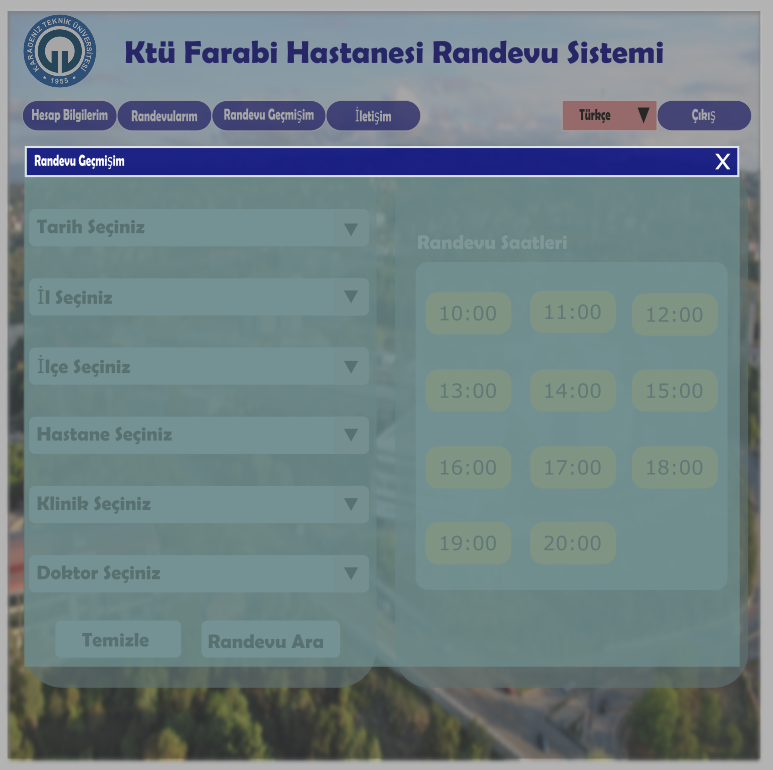 KARADENİZ TEKNİK ÜNİVERSİTESİ
1955
Ktü Farabi Hastanesi Randevu Sistemi
Hesap Bilgilerim Randevularım Randevu Geçmişim İletişim Türkçe ▼ Çıkış
Randevu Geçmişim X
Tarih Seçiniz ▼
Randevu Saatleri
İl Seçiniz ▼
10:00 11:00 12:00
İlçe Seçiniz ▼
13:00 14:00 15:00
Hastane Seçiniz ▼
16:00 17:00 18:00
Klinik Seçiniz ▼
19:00 20:00
Doktor Seçiniz ▼
Temizle Randevu Ara